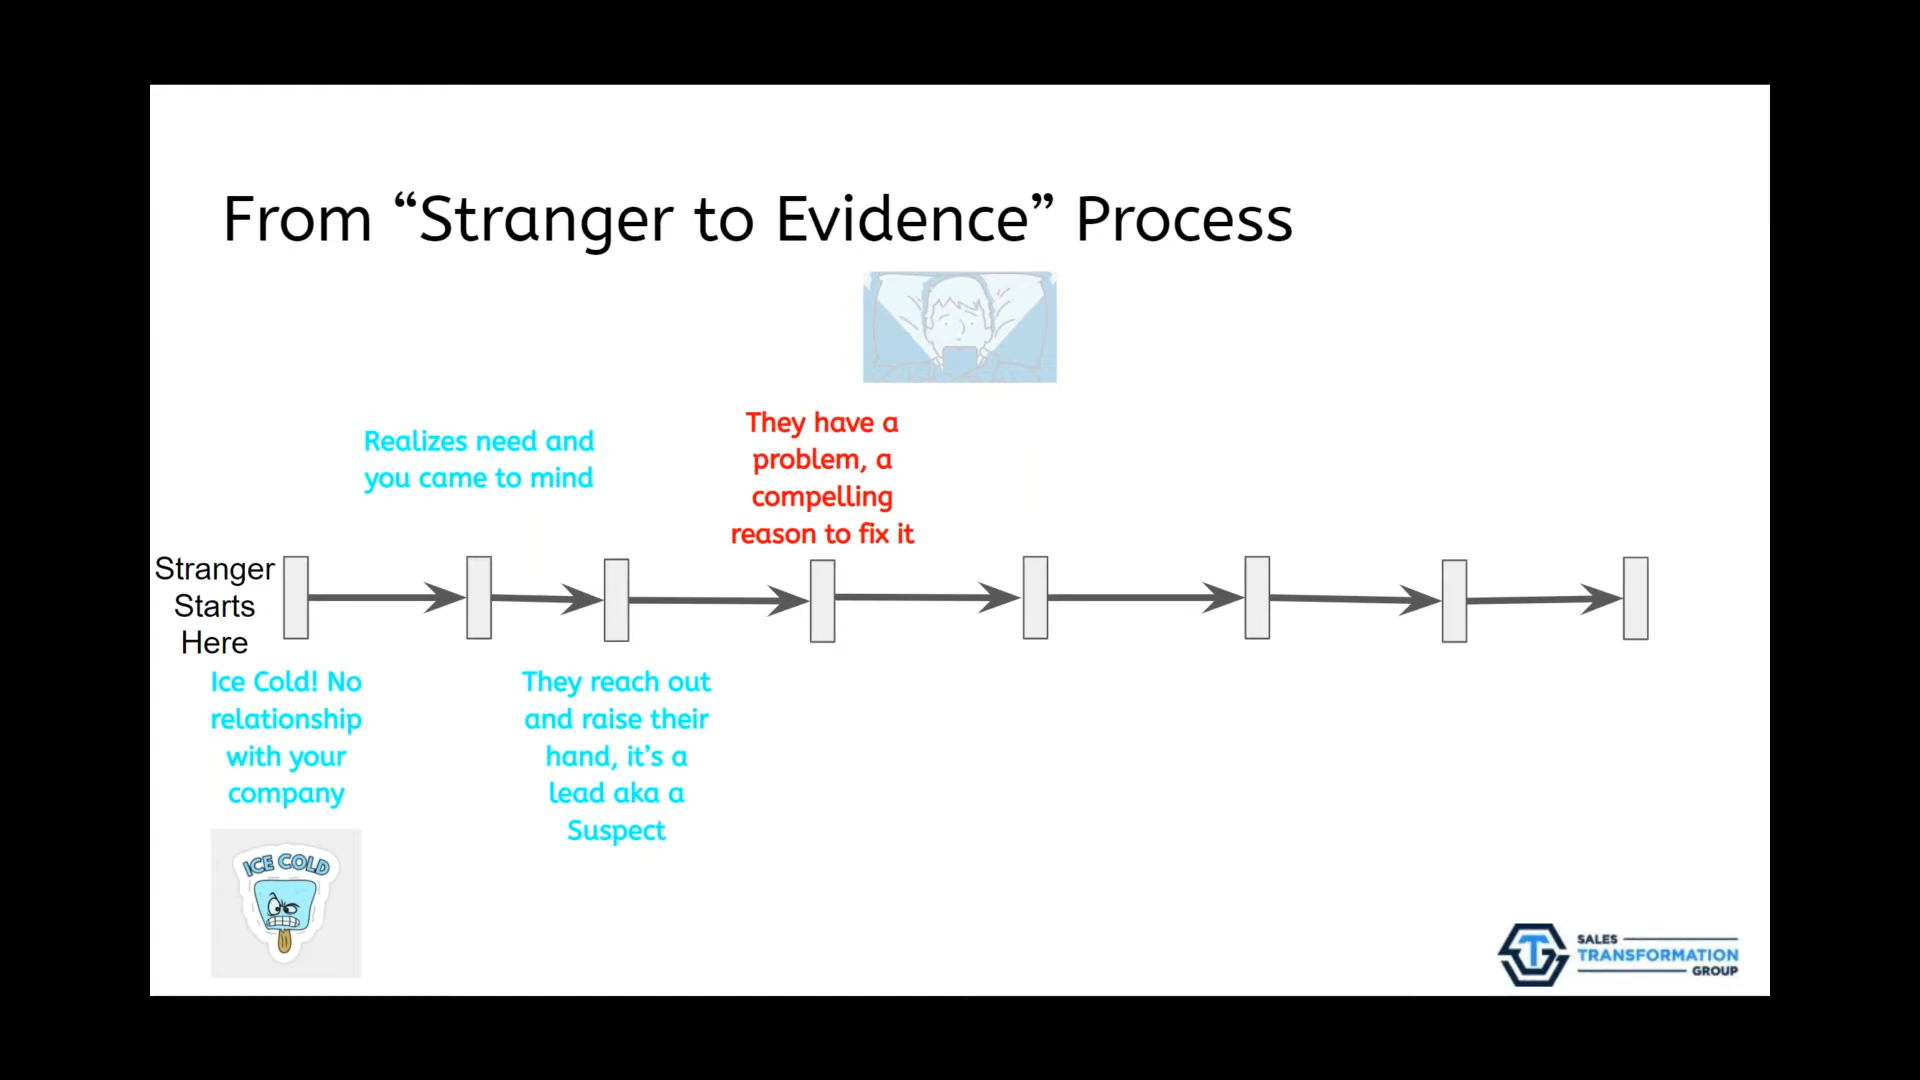 From “Stranger to Evidence” Process
Realizes need and
you came to mind
They have a
problem, a
compelling
reason to fix it
Stranger
Starts
Here
Ice Cold! No
relationship
with your
company
They reach out
and raise their
hand, it’s a
lead aka a
Suspect
ICE COLD
SALES
TRANSFORMATION
GROUP